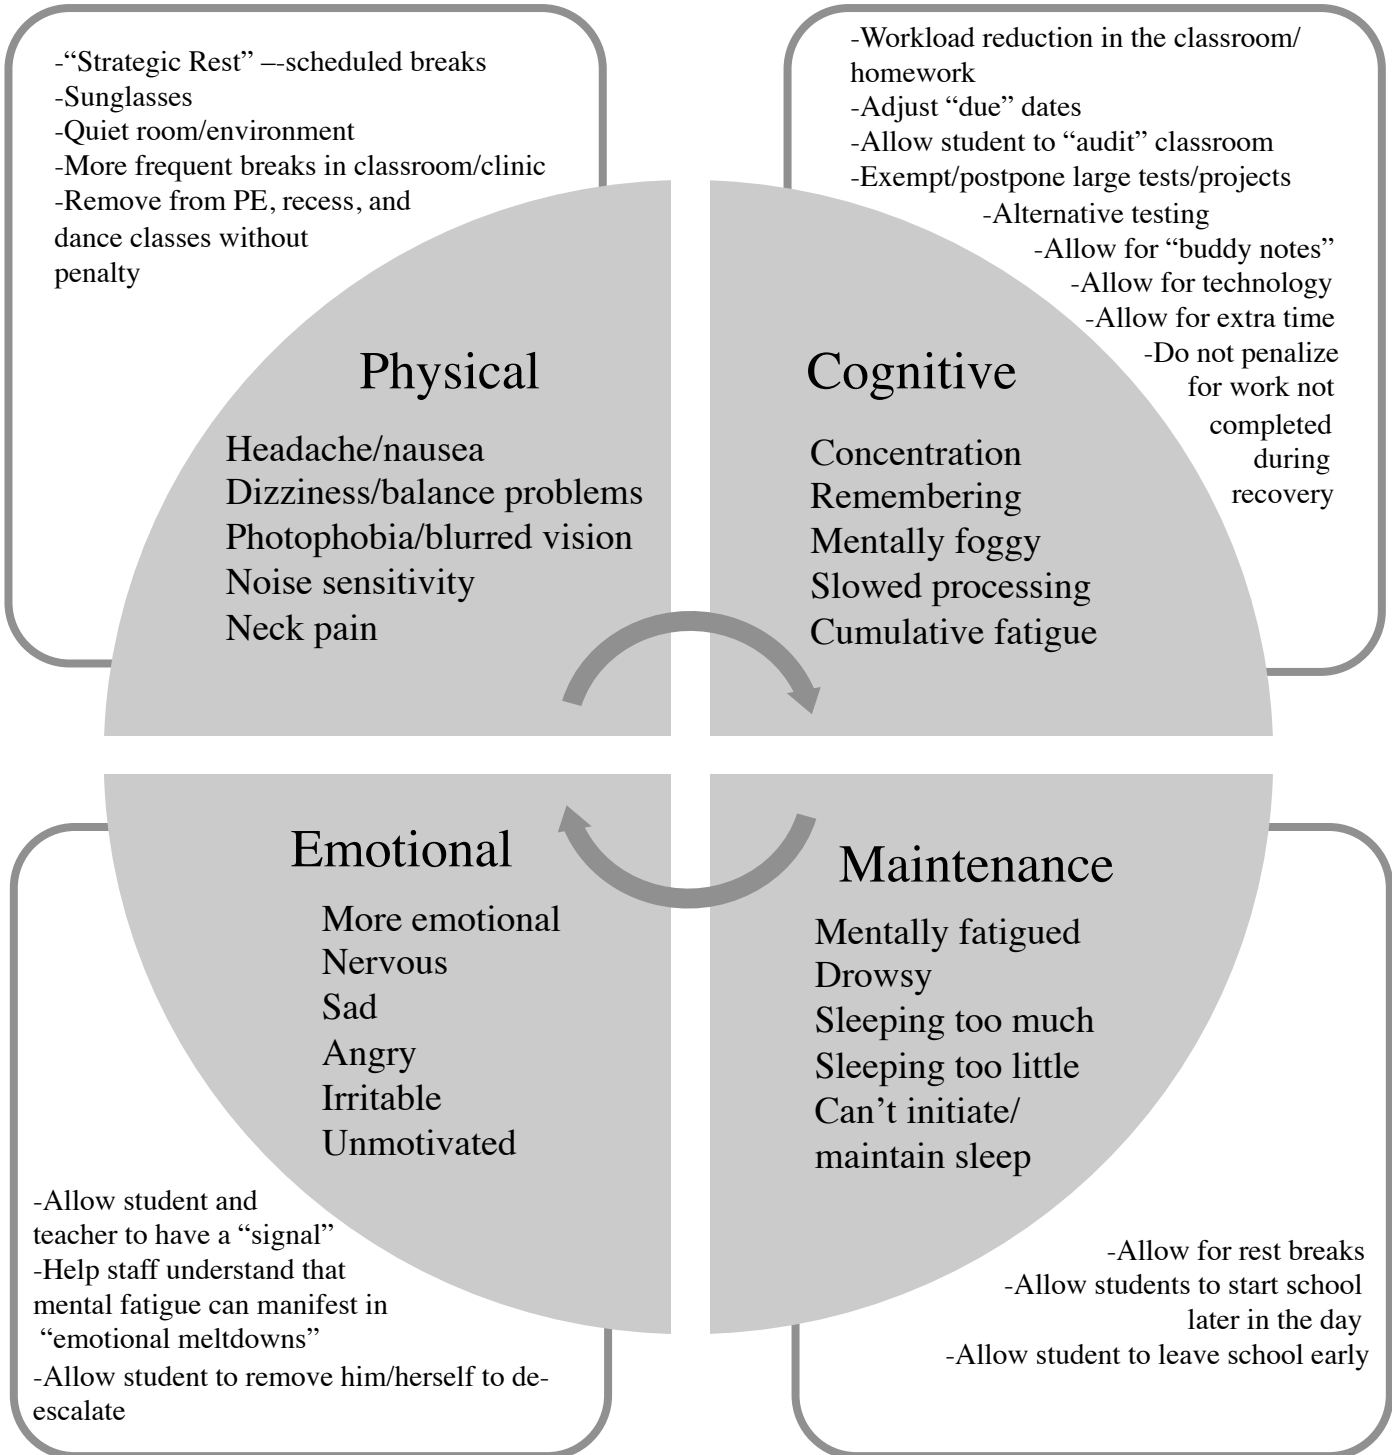 -“Strategic Rest” –-scheduled breaks
-Sunglasses
-Quiet room/environment
-More frequent breaks in classroom/clinic
-Remove from PE, recess, and
dance classes without
penalty
-Workload reduction in the classroom/
homework
-Adjust “due” dates
-Allow student to “audit” classroom
-Exempt/postpone large tests/projects
-Alternative testing
-Allow for “buddy notes”
-Allow for technology
-Allow for extra time
-Do not penalize
for work not
completed
during
recovery
Physical
Headache/nausea
Dizziness/balance problems
Photophobia/blurred vision
Noise sensitivity
Neck pain
Cognitive
Concentration
Remembering
Mentally foggy
Slowed processing
Cumulative fatigue
Emotional
More emotional
Nervous
Sad
Angry
Irritable
Unmotivated
Maintenance
Mentally fatigued
Drowsy
Sleeping too much
Sleeping too little
Can’t initiate/
maintain sleep
-Allow student and
teacher to have a “signal”
-Help staff understand that
mental fatigue can manifest in
“emotional meltdowns”
-Allow student to remove him/herself to de-
escalate
-Allow for rest breaks
-Allow students to start school
later in the day
-Allow student to leave school early